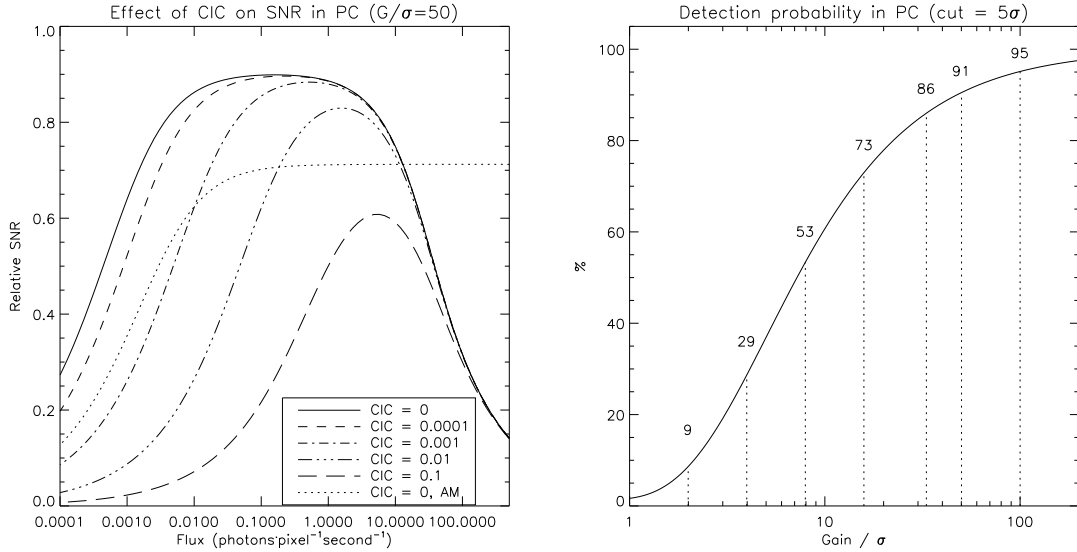 Effect of CIC on SNR in PC (G/σ=50)
1.0
0.8
0.6
0.4
0.2
0.0
Relative SNR
CIC = 0
CIC = 0.0001
CIC = 0.001
CIC = 0.01
CIC = 0.1
CIC = 0, AM
0.0001 0.0010 0.0100 0.1000 1.0000 10.0000 100.0000
Flux (photons·pixel⁻¹second⁻¹)
Detection probability in PC (cut = 5σ)
100
80
60
40
20
0
%
9
29
53
73
86
91
95
1 10 100
Gain / σ